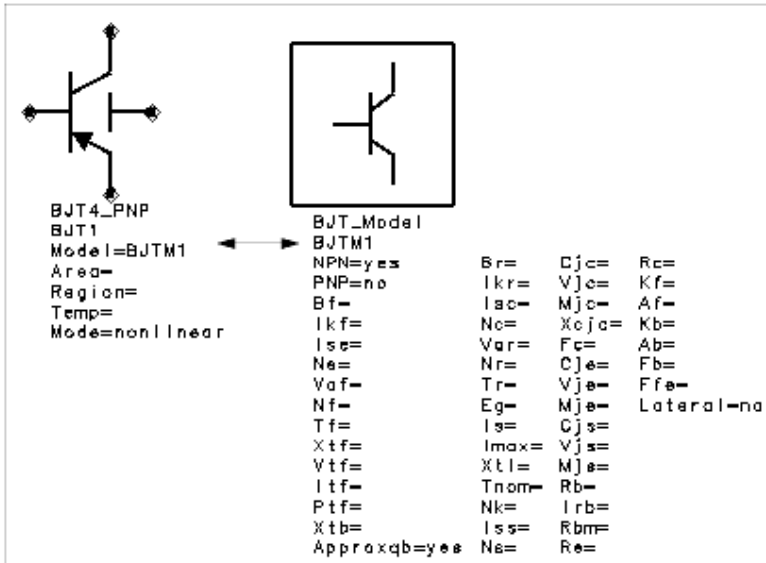 BJT4_PNP
BJT1
Model=BJTM1
Area=
Region=
Temp=
Mode=nonlinear
BJT_Model
BJTM1
NPN=yes Br= Cjc= Rc=
PNP=no Ikr= Vjc= Kf=
Bf= Isc= Mjc= Af=
Ikf= Nc= Xcjc= Kb=
Ise= Var= Fc= Ab=
Ne= Nr= Cje= Fb=
Vaf= Tr= Vje= Ffe=
Nf= Eg= Mje= Lateral=no
Tf= Is= Cjs=
Xtf= Imax= Vjs=
Vtf= Xti= Mjs=
Itf= Tnom= Rb=
Ptf= Nk= Irb=
Xtb= Iss= Rbm=
Approxqb=yes Ns= Re=